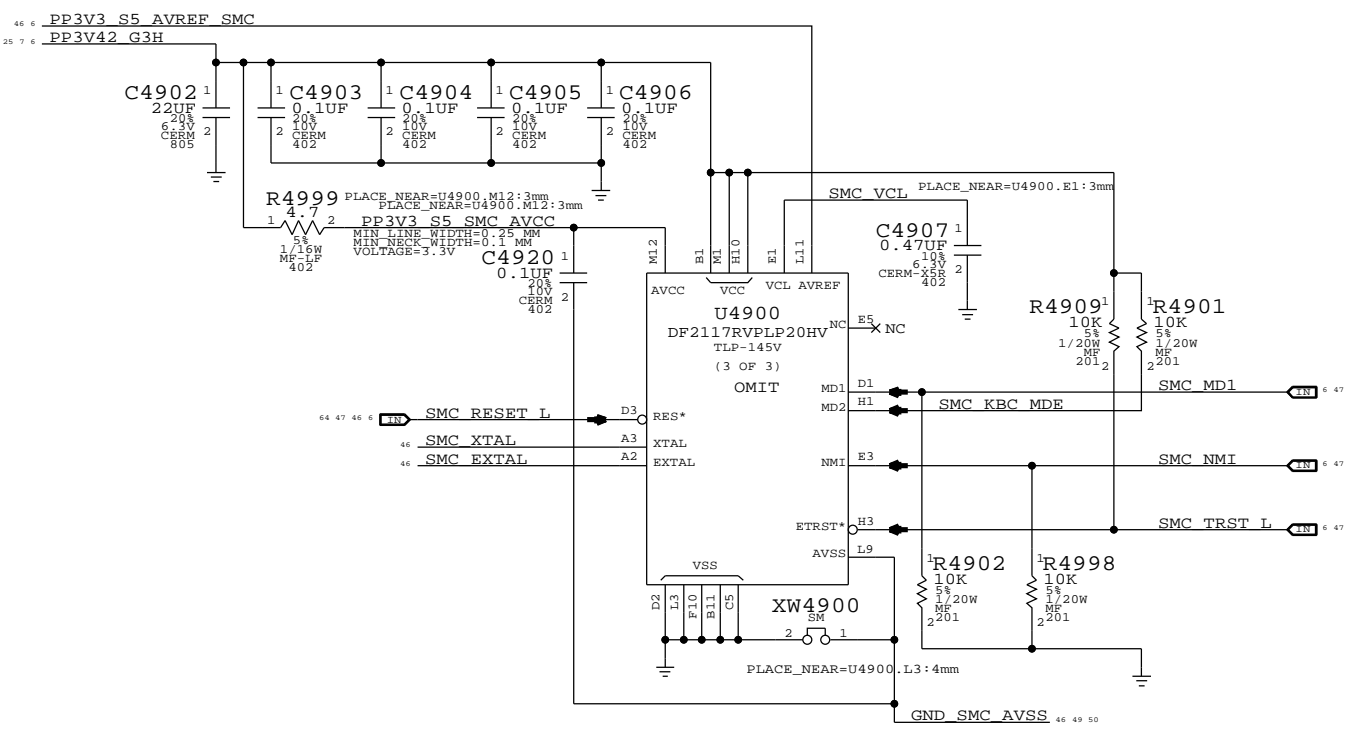 46 6 PP3V3_S5_AVREF_SMC
25 7 6 PP3V42_G3H
C4902 1
22UF
20%
6.3V 2
CERM
805
1 C4903
0.1UF
20%
2 10V
CERM
402
1 C4904
0.1UF
20%
2 10V
CERM
402
1 C4905
0.1UF
20%
2 10V
CERM
402
1 C4906
0.1UF
20%
2 10V
CERM
402
R4999
1 4.7 2
5%
1/16W
MF-LF
402
PLACE_NEAR=U4900.M12:3mm
PLACE_NEAR=U4900.M12:3mm
PP3V3_S5_SMC_AVCC
MIN_LINE_WIDTH=0.25 MM
MIN_NECK_WIDTH=0.1 MM
VOLTAGE=3.3V
C4920 1
0.1UF
20%
10V
CERM 2
402
SMC_VCL
PLACE_NEAR=U4900.E1:3mm
C4907 1
0.47UF
10%
6.3V
CERM-X5R 2
402
M12
B1
M1
H10
E1
L11
AVCC
VCC
VCL AVREF
U4900
DF2117RVPLP20HV
TLP-145V
(3 OF 3)
OMIT
NC E5 NC
R4909 1
10K
5%
1/20W
MF
201 2
1 R4901
10K
5%
1/20W
MF
2 201
MD1 D1 SMC_MD1 IN 6 47
MD2 H1 SMC_KBC_MDE
64 47 46 6 IN SMC_RESET_L D3 RES*
46 SMC_XTAL A3 XTAL
46 SMC_EXTAL A2 EXTAL
NMI E3 SMC_NMI IN 6 47
ETRST* H3 SMC_TRST_L IN 6 47
AVSS L9
VSS
D2
L3
F10
B11
C5
1 R4902
10K
5%
1/20W
MF
2 201
1 R4998
10K
5%
1/20W
MF
2 201
XW4900
SM
2 1
PLACE_NEAR=U4900.L3:4mm
GND_SMC_AVSS 46 49 50